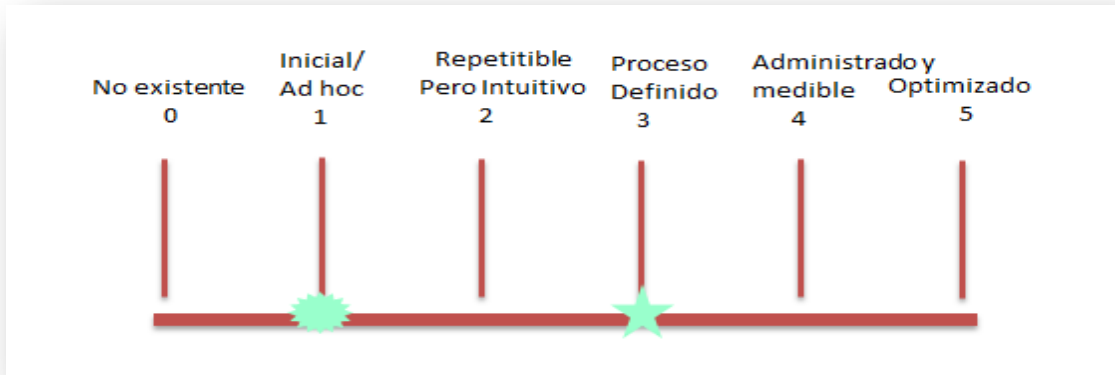 No existente
0
Inicial/
Ad hoc
1
Repetitible
Pero Intuitivo
2
Proceso
Definido
3
Administrado y
medible
4
Optimizado
5